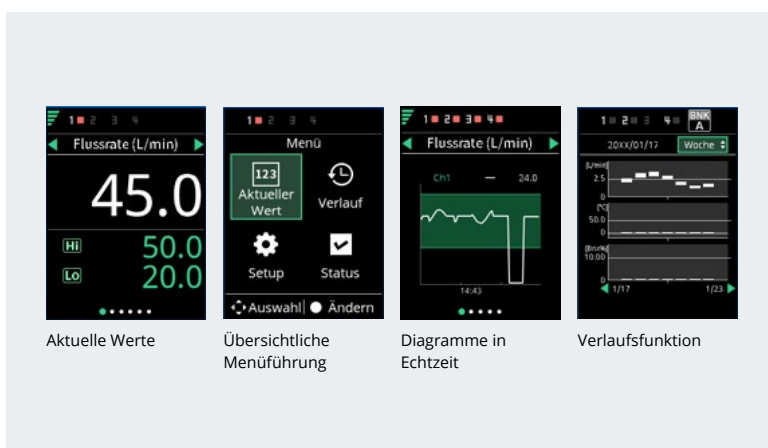 1 2 3 4
Flussrate (L/min)
45.0
Hi 50.0
Lo 20.0
Aktuelle Werte
1 2 3 4
Menü
123
Aktueller
Wert
Verlauf
Setup
Status
Auswahl Ändern
Übersichtliche
Menüführung
1 2 3 4
Flussrate (L/min)
Ch1 24.0
14:43
Diagramme in
Echtzeit
1 2 3 4 BNK
A
20XX/01/17 Woche
[L/min]
2.5
0
[°C]
50.0
0
[Brix%]
10.00
0
1/17 1/23
Verlaufsfunktion